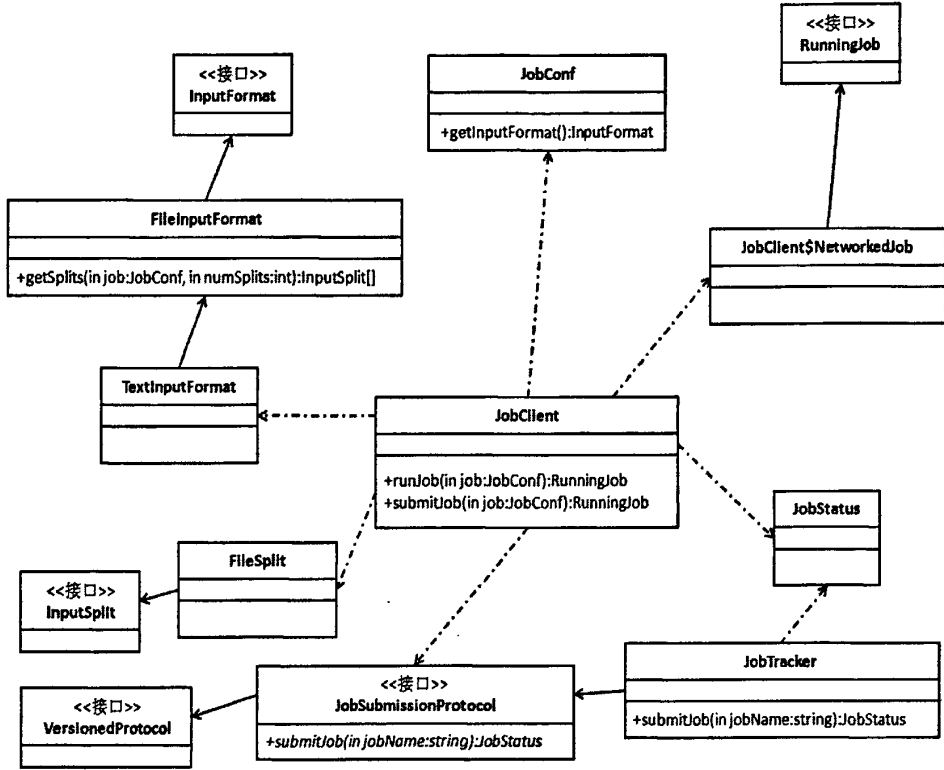 <<接口>>
RunningJob
<<接口>>
InputFormat
JobConf
+getInputFormat():InputFormat
FileInputFormat
+getSplits(in job:JobConf, in numSplits:int):InputSplit[]
JobClient$NetworkedJob
TextInputFormat
JobClient
+runJob(in job:JobConf):RunningJob
+submitJob(in job:JobConf):RunningJob
JobStatus
FileSplit
<<接口>>
InputSplit
JobTracker
+submitJob(in jobName:string):JobStatus
<<接口>>
JobSubmissionProtocol
+submitJob(in jobName:string):JobStatus
<<接口>>
VersionedProtocol